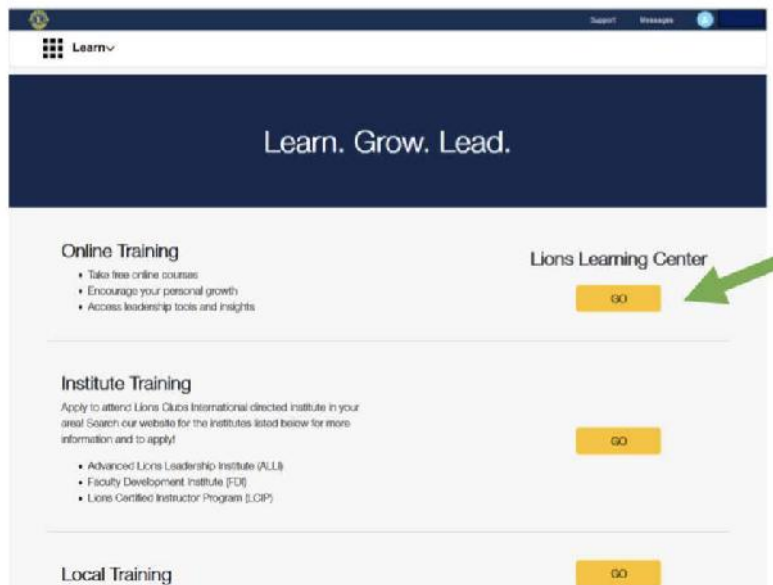 Support Messages
Learn
Learn. Grow. Lead.
Online Training
• Take free online courses
• Encourage your personal growth
• Access leadership tools and insights
Lions Learning Center
GO
Institute Training
Apply to attend Lions Clubs International directed institute in your
area! Search our website for the institutes listed below for more
information and to apply!
• Advanced Lions Leadership Institute (ALLI)
• Faculty Development Institute (FDI)
• Lions Certified Instructor Program (LCIP)
GO
Local Training
GO